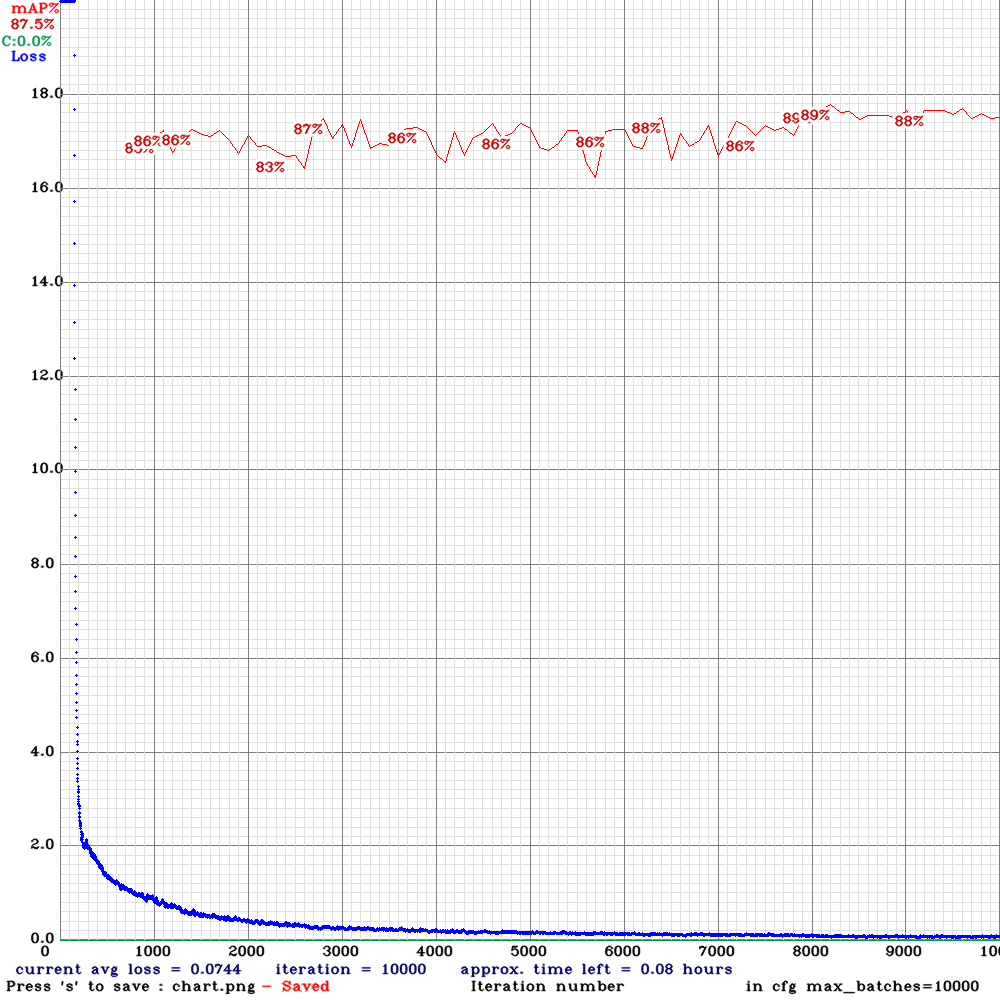 mAP%
87.5%
C:0.0%
Loss
18.0
16.0
14.0
12.0
10.0
8.0
6.0
4.0
2.0
0.0
86% 86% 83% 87% 86% 86% 86% 88% 86% 89 89% 88%
0 1000 2000 3000 4000 5000 6000 7000 8000 9000 100
current avg loss = 0.0744 iteration = 10000 approx. time left = 0.08 hours
Press 's' to save : chart.png - Saved Iteration number in cfg max_batches=10000